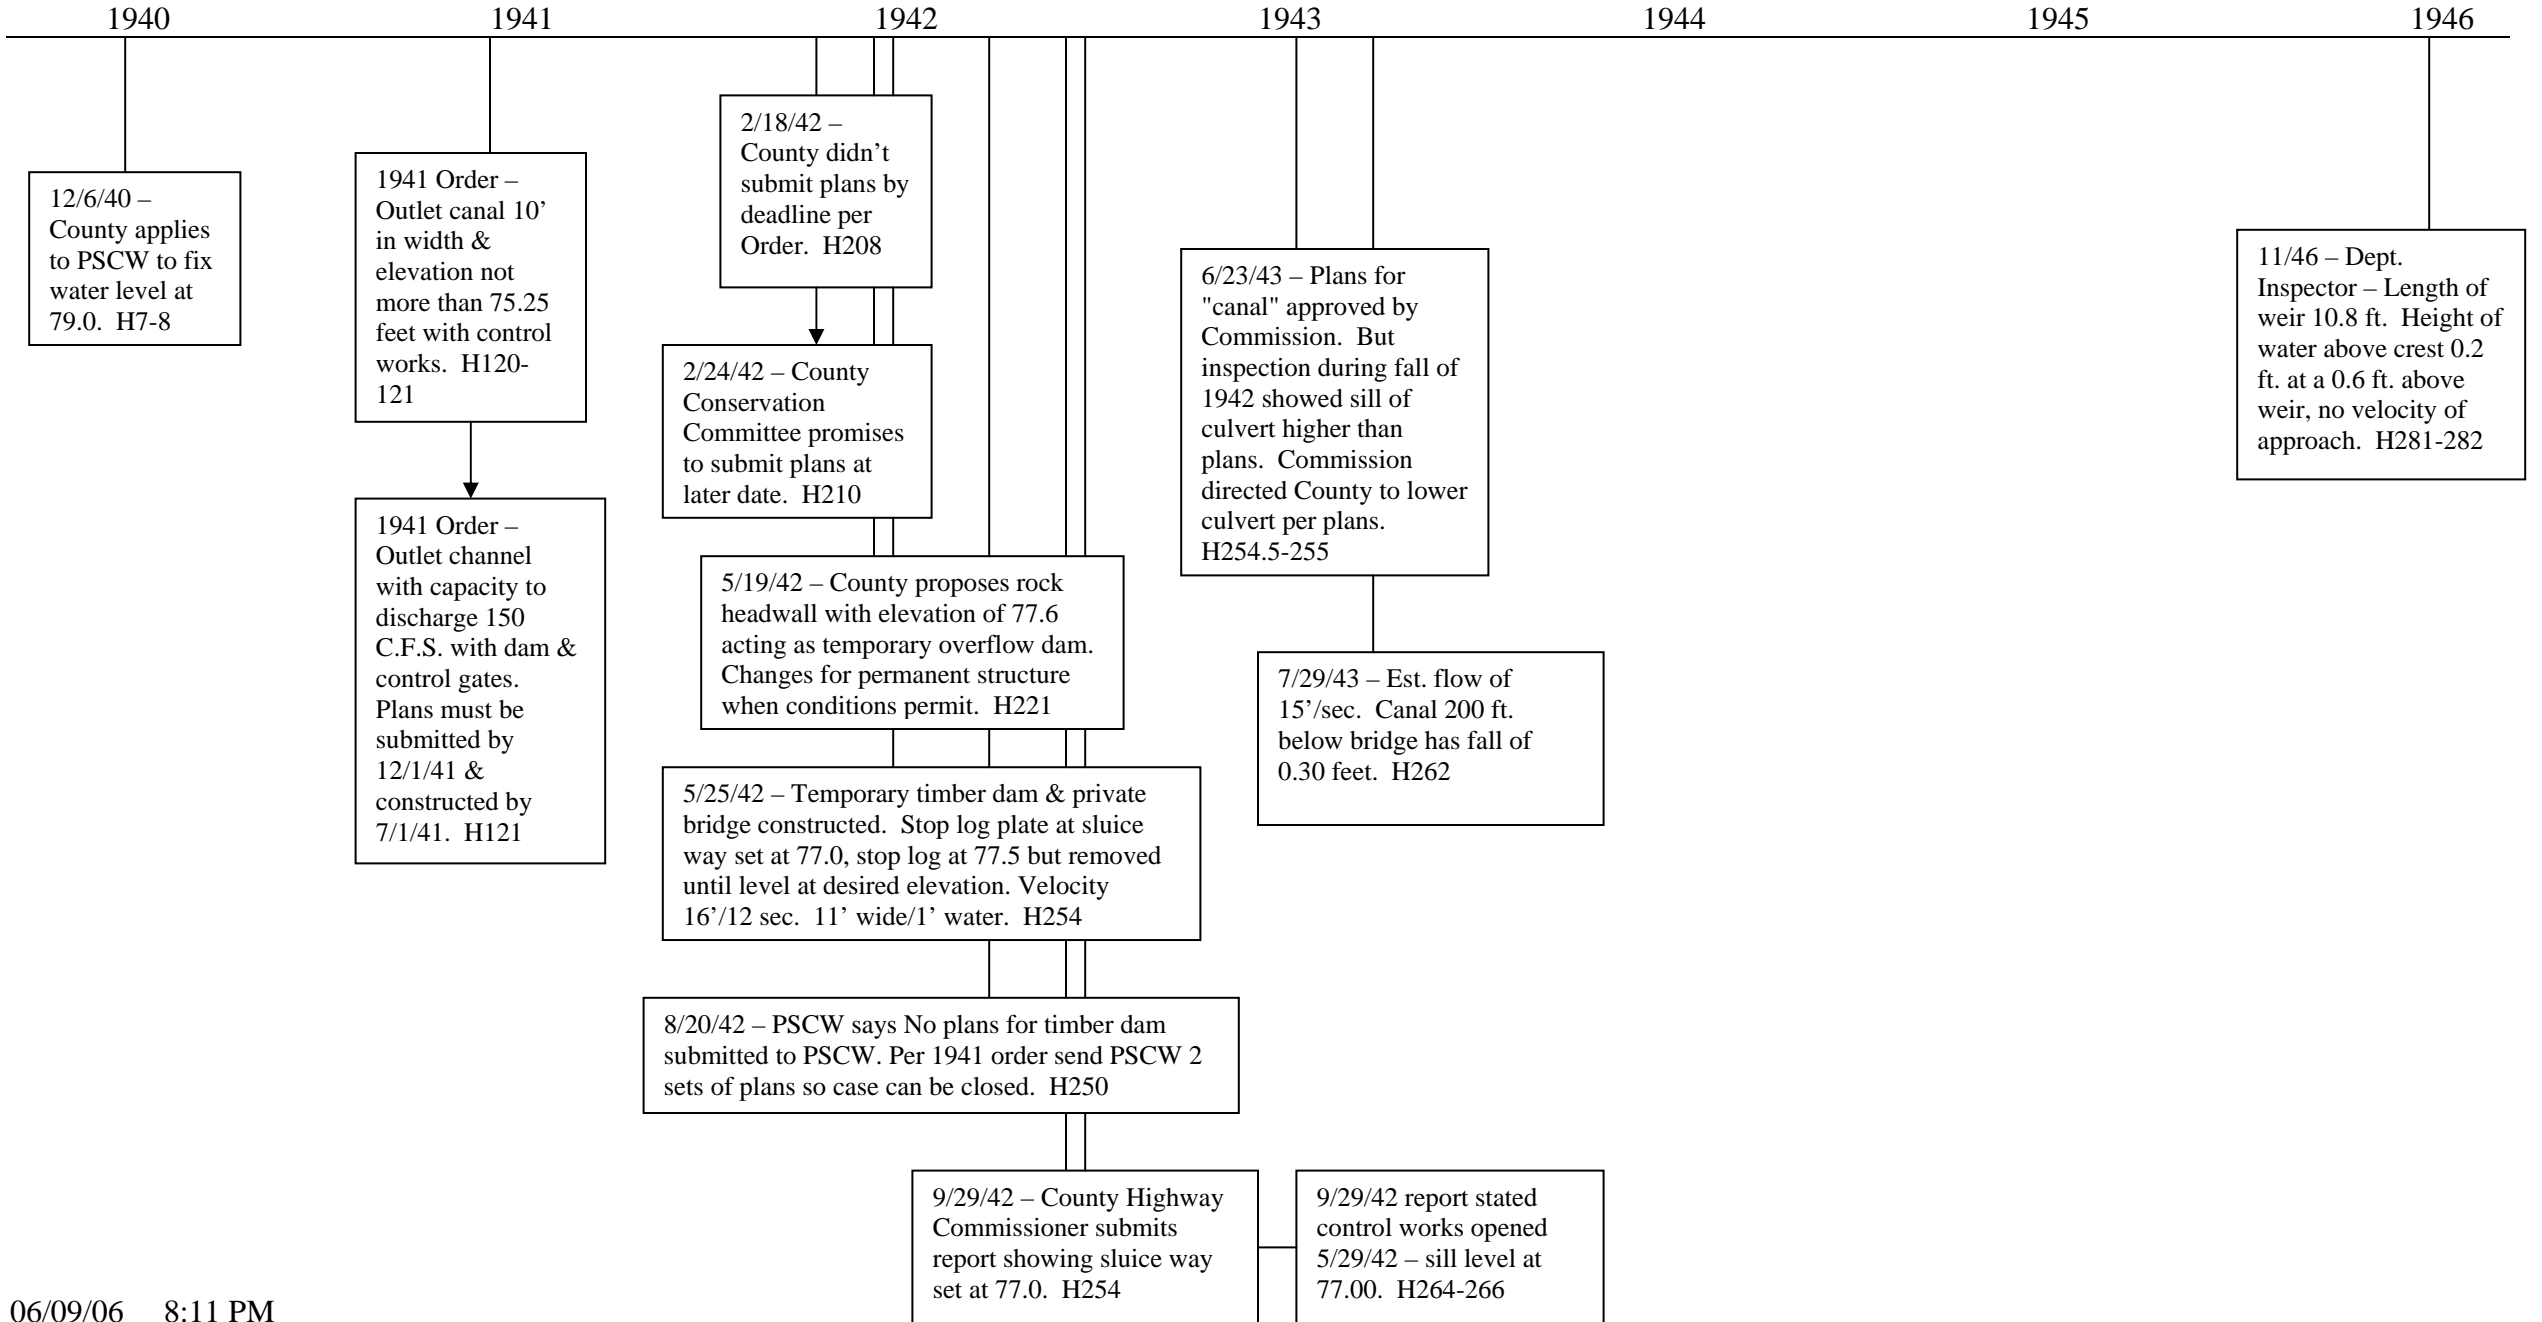 1940 1941 1942 1943 1944 1945 1946
12/6/40 –
County applies
to PSCW to fix
water level at
79.0.  H7-8
1941 Order –
Outlet canal 10’
in width &
elevation not
more than 75.25
feet with control
works.  H120-
121
1941 Order –
Outlet channel
with capacity to
discharge 150
C.F.S. with dam &
control gates.
Plans must be
submitted by
12/1/41 &
constructed by
7/1/41.  H121
2/18/42 –
County didn’t
submit plans by
deadline per
Order.  H208
2/24/42 – County
Conservation
Committee promises
to submit plans at
later date.  H210
5/19/42 – County proposes rock
headwall with elevation of 77.6
acting as temporary overflow dam.
Changes for permanent structure
when conditions permit.  H221
5/25/42 – Temporary timber dam & private
bridge constructed.  Stop log plate at sluice
way set at 77.0, stop log at 77.5 but removed
until level at desired elevation. Velocity
16’/12 sec.  11’ wide/1’ water.  H254
8/20/42 – PSCW says No plans for timber dam
submitted to PSCW. Per 1941 order send PSCW 2
sets of plans so case can be closed.  H250
9/29/42 – County Highway
Commissioner submits
report showing sluice way
set at 77.0.  H254
9/29/42 report stated
control works opened
5/29/42 – sill level at
77.00.  H264-266
6/23/43 – Plans for
"canal" approved by
Commission.  But
inspection during fall of
1942 showed sill of
culvert higher than
plans.  Commission
directed County to lower
culvert per plans.
H254.5-255
7/29/43 – Est. flow of
15’/sec.  Canal 200 ft.
below bridge has fall of
0.30 feet.  H262
11/46 – Dept.
Inspector – Length of
weir 10.8 ft.  Height of
water above crest 0.2
ft. at a 0.6 ft. above
weir, no velocity of
approach.  H281-282
06/09/06     8:11 PM